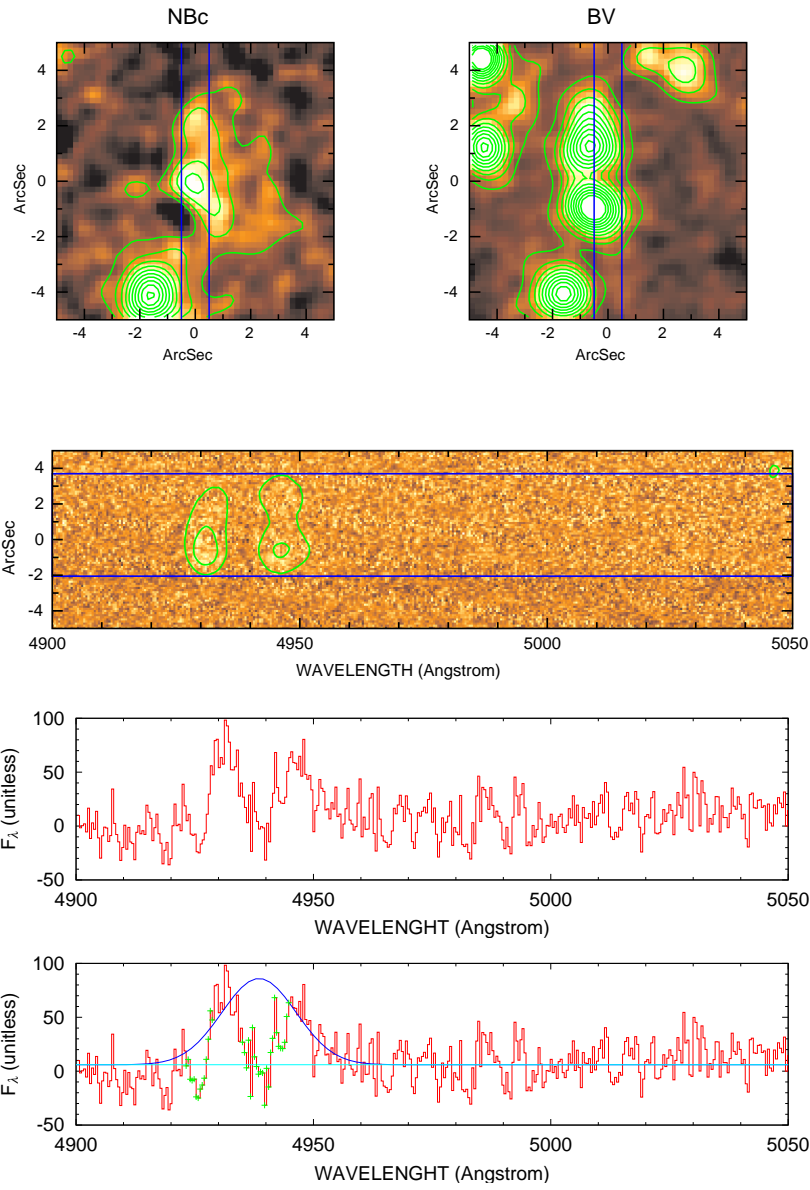 NBc BV
4 4
2 2
ArcSec 0 ArcSec 0
-2 -2
-4 -4
-4 -2 0 2 4 -4 -2 0 2 4
ArcSec ArcSec
4
2
ArcSec 0
-2
-4
4900 4950 5000 5050
WAVELENGTH (Angstrom)
100
50
Fλ (unitless)
0
-50
4900 4950 5000 5050
WAVELENGHT (Angstrom)
100
50
Fλ (unitless)
0
-50
4900 4950 5000 5050
WAVELENGHT (Angstrom)